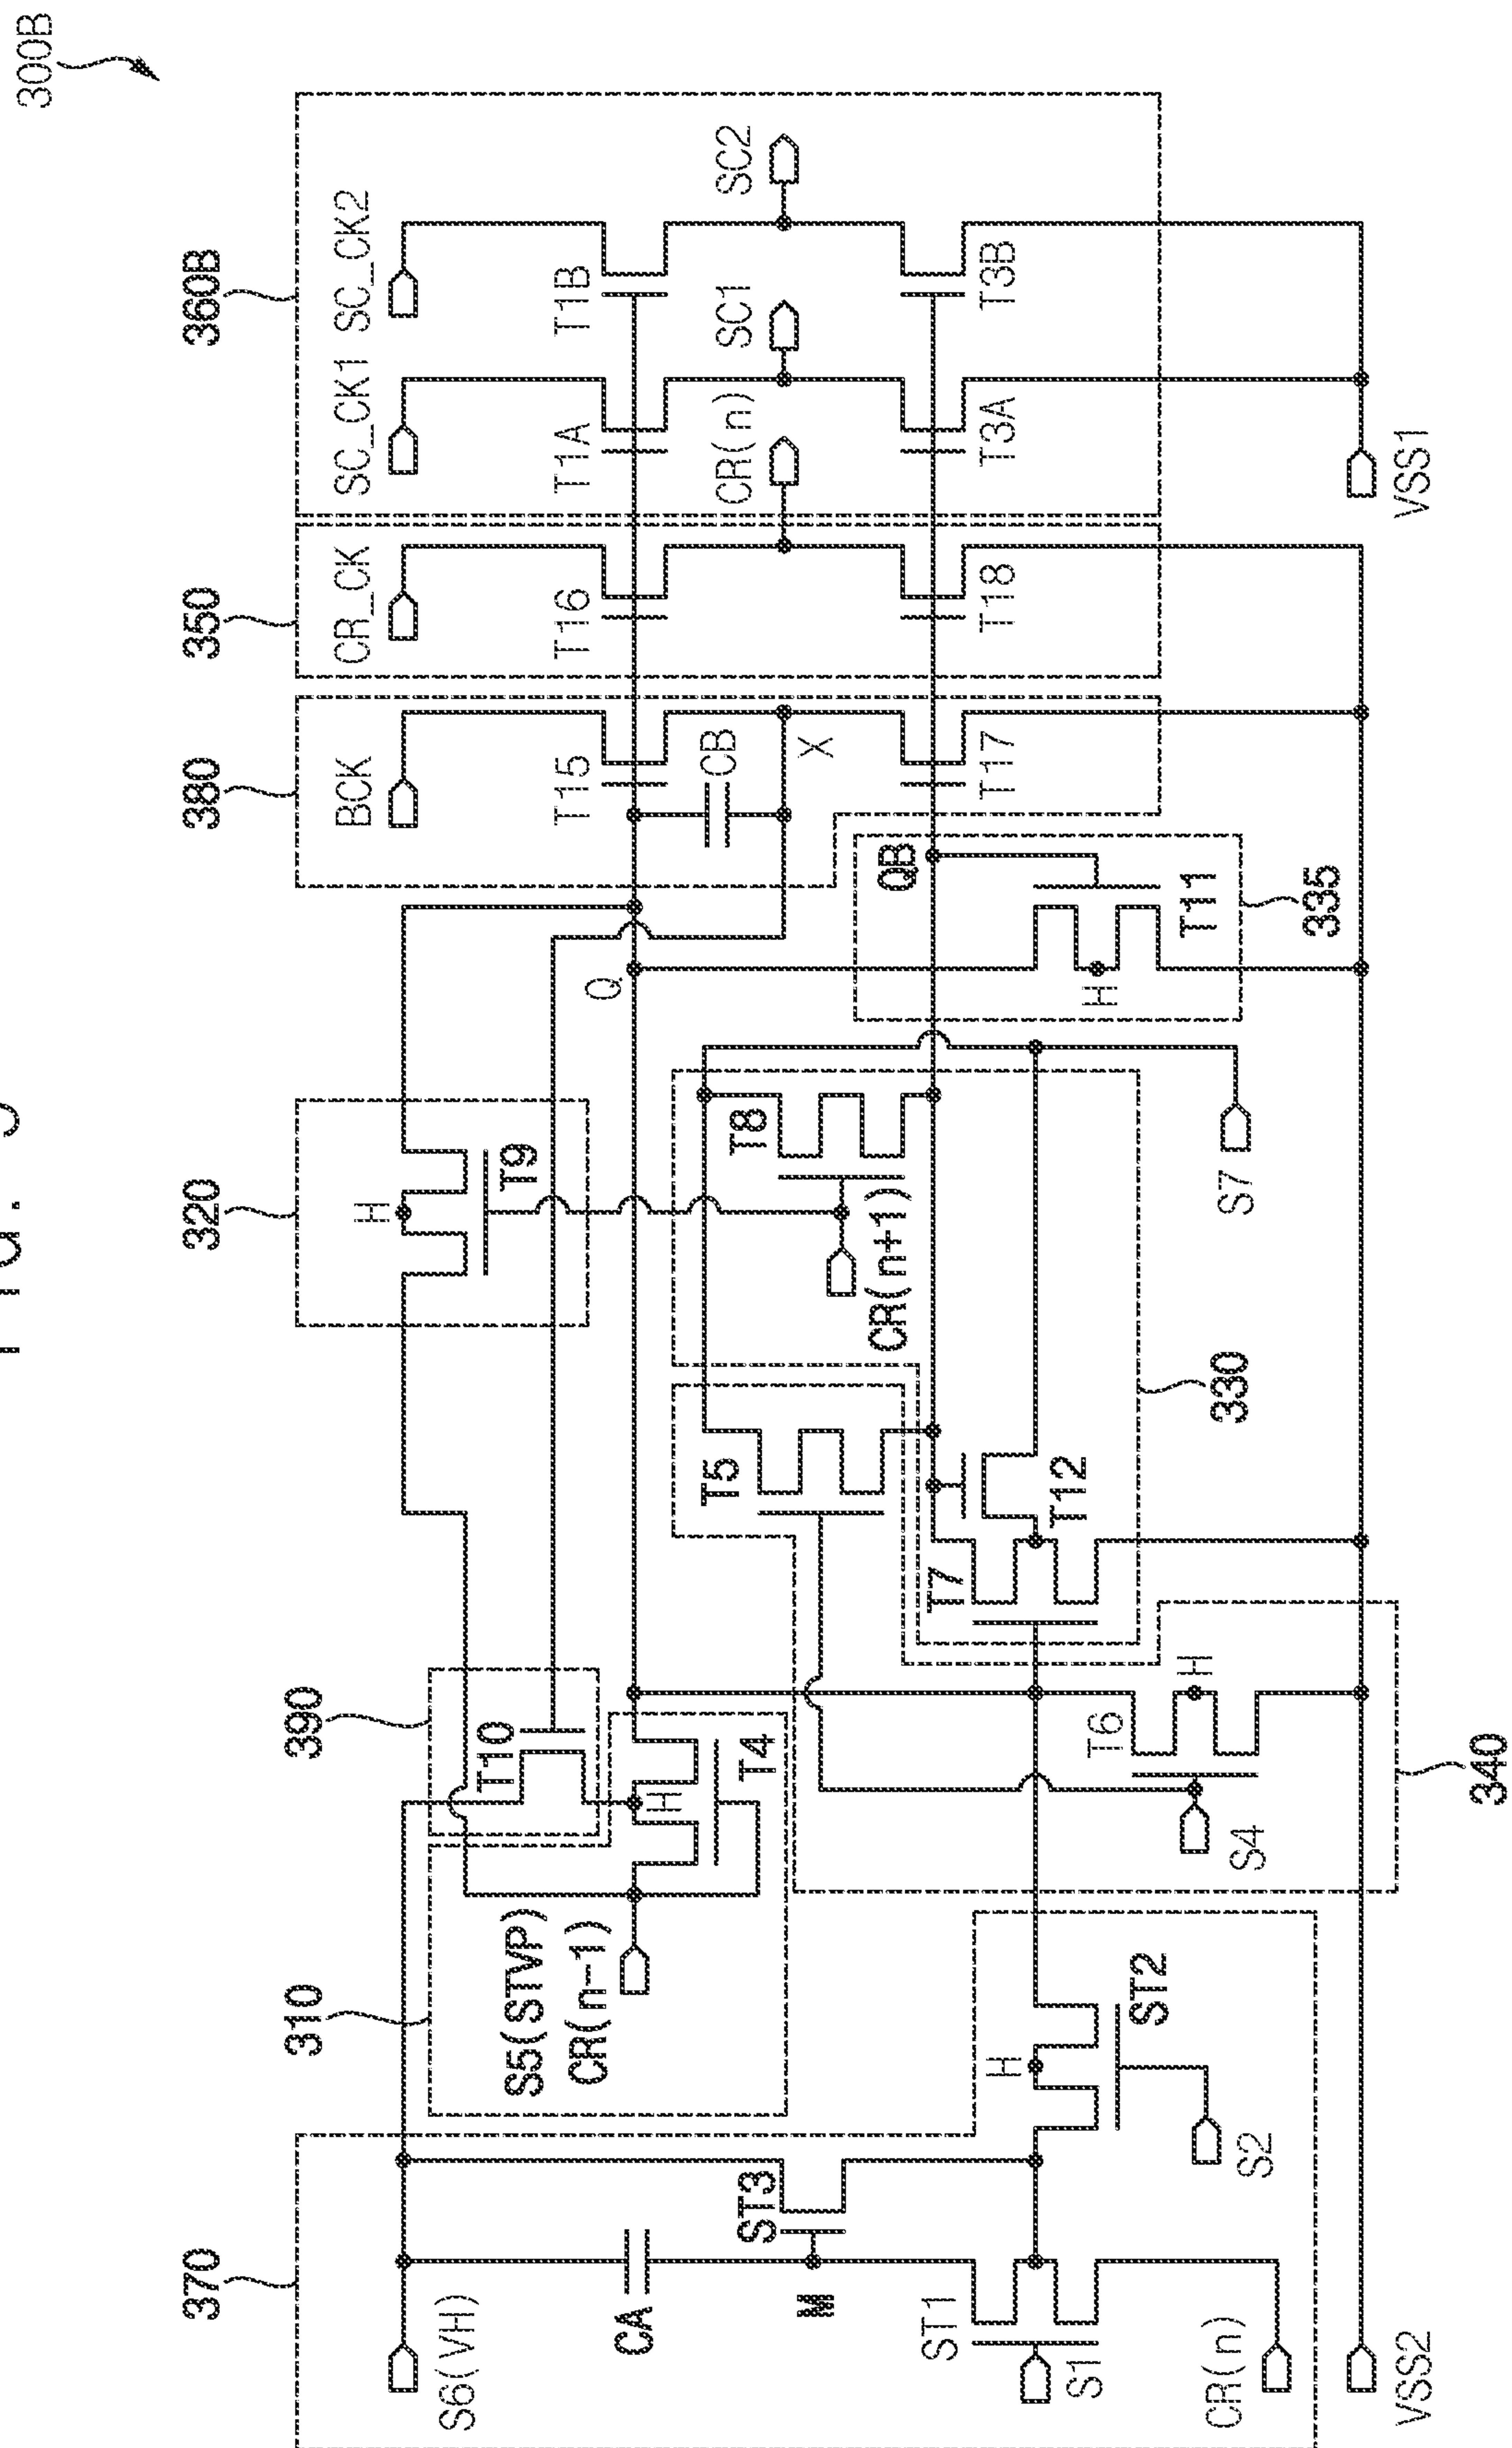 300B
370
310
390
320
380
350
360B
S6(VH)
H
BCK
CR_CK
SC_CK1
SC_CK2
S5(STVP)
CR(n-1)
T10
T9
T15
T16
T1A
T1B
CA
H
Q
CB
ST3
T4
T5
T8
CR(n)
SC1
SC2
M
X
CR(n+1)
QB
ST1
T7
T17
T18
T3A
T3B
H
S1
ST2
T6
T12
H
S2
S4
H
T11
CR(n)
330
S7
335
VSS2
VSS1
340